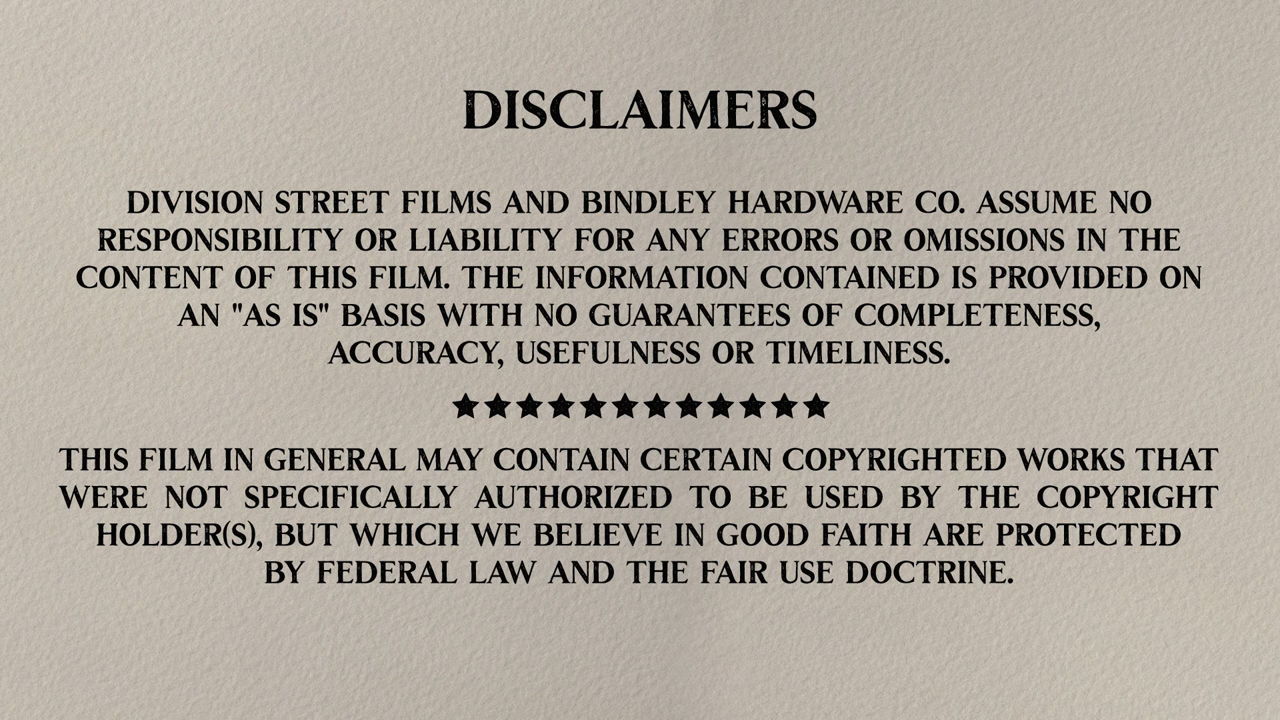 DISCLAIMERS
DIVISION STREET FILMS AND BINDLEY HARDWARE CO. ASSUME NO
RESPONSIBILITY OR LIABILITY FOR ANY ERRORS OR OMISSIONS IN THE
CONTENT OF THIS FILM. THE INFORMATION CONTAINED IS PROVIDED ON
AN "AS IS" BASIS WITH NO GUARANTEES OF COMPLETENESS,
ACCURACY, USEFULNESS OR TIMELINESS.
★★★★★★★★★★★★
THIS FILM IN GENERAL MAY CONTAIN CERTAIN COPYRIGHTED WORKS THAT
WERE NOT SPECIFICALLY AUTHORIZED TO BE USED BY THE COPYRIGHT
HOLDER(S), BUT WHICH WE BELIEVE IN GOOD FAITH ARE PROTECTED
BY FEDERAL LAW AND THE FAIR USE DOCTRINE.